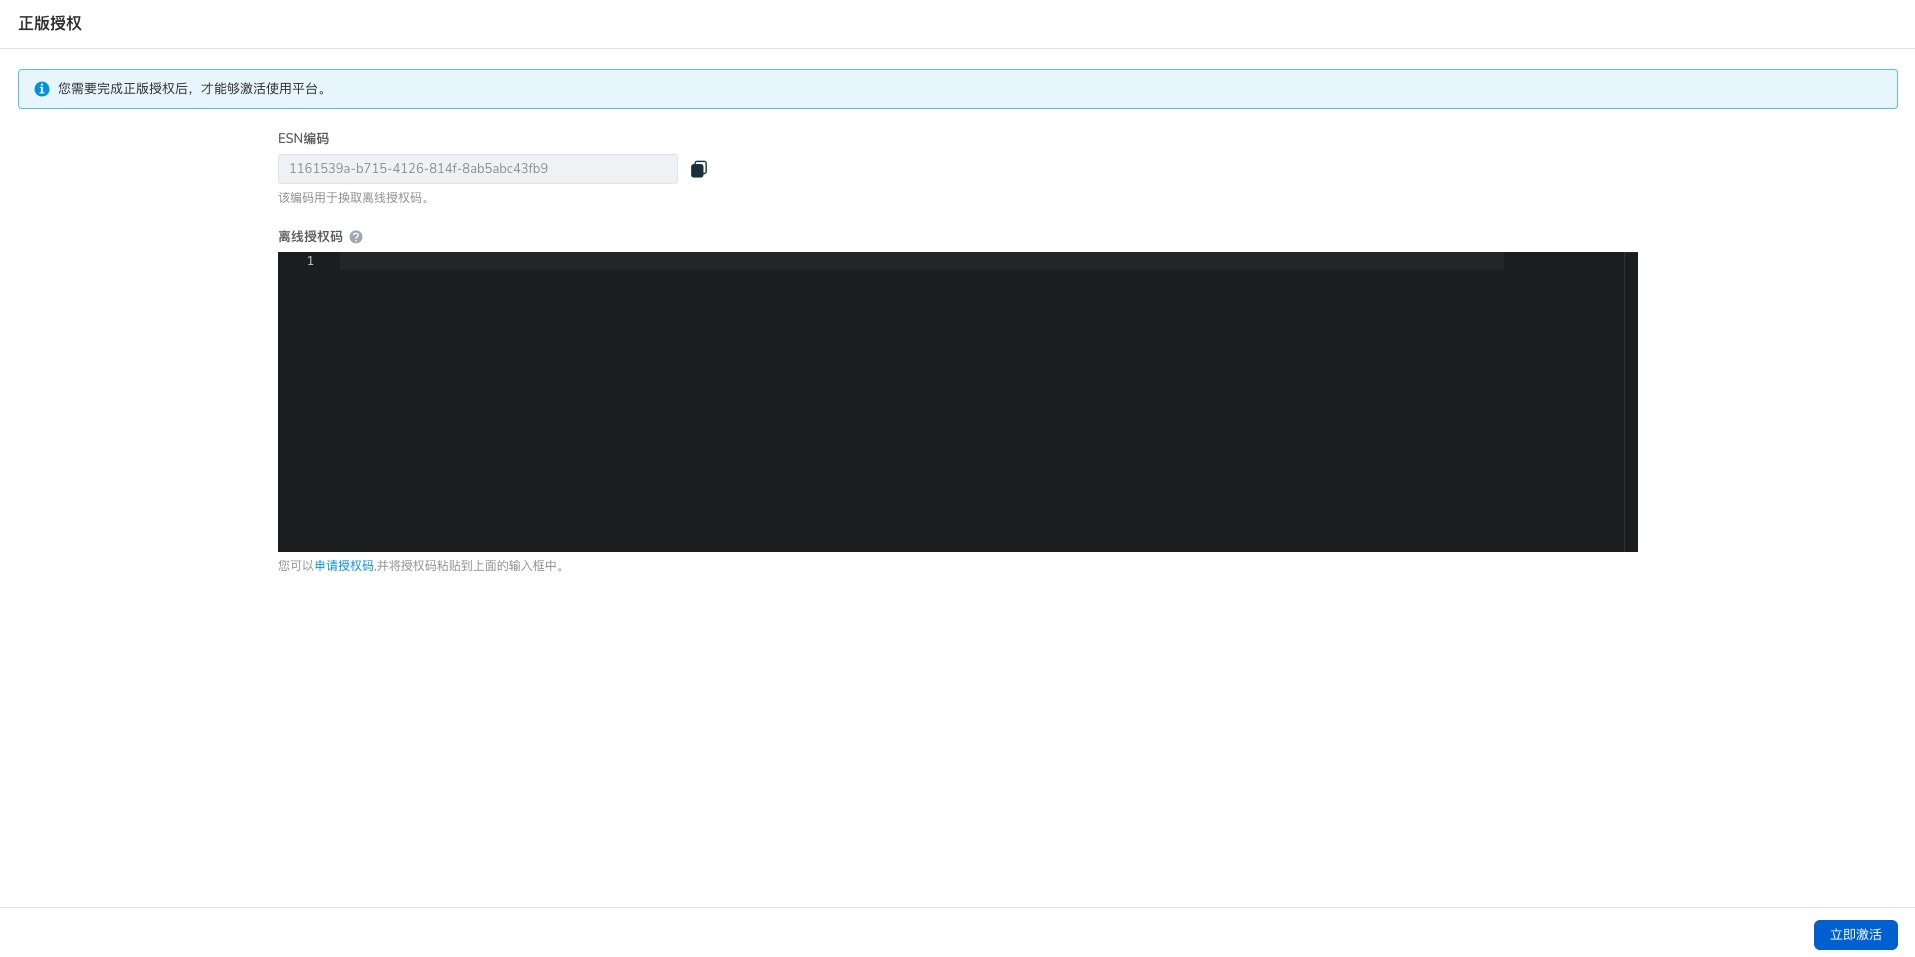 正版授权
您需要完成正版授权后，才能够激活使用平台。
ESN编码
1161539a-b715-4126-814f-8ab5abc43fb9
该编码用于换取离线授权码。
离线授权码
1
您可以申请授权码,并将授权码粘贴到上面的输入框中。
立即激活